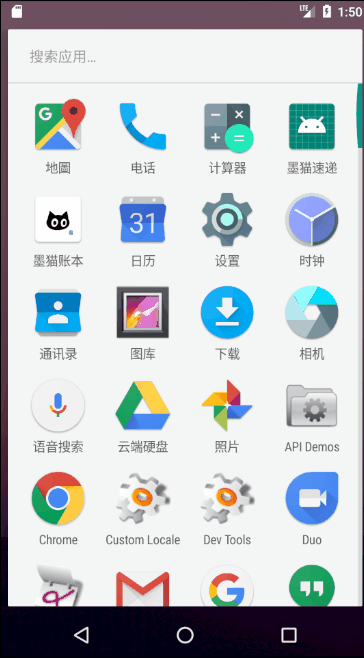 LTE 1:50
搜索应用…
地圖 电话 计算器 墨猫速递
墨猫账本 日历 设置 时钟
31
通讯录 图库 下载 相机
语音搜索 云端硬盘 照片 API Demos
Chrome Custom Locale Dev Tools Duo